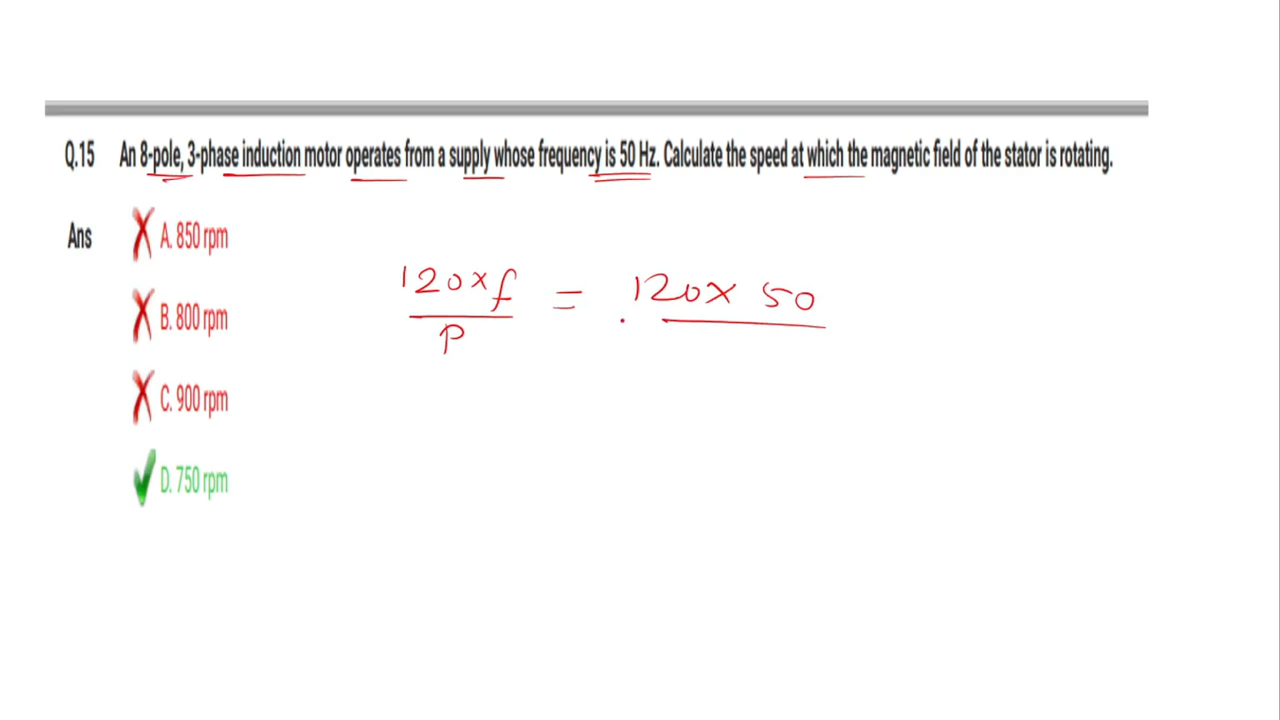 Q.15 An 8-pole, 3-phase induction motor operates from a supply whose frequency is 50 Hz. Calculate the speed at which the magnetic field of the stator is rotating.
Ans A. 850 rpm
B. 800 rpm
C. 900 rpm
D. 750 rpm
120×f = 120× 50
P